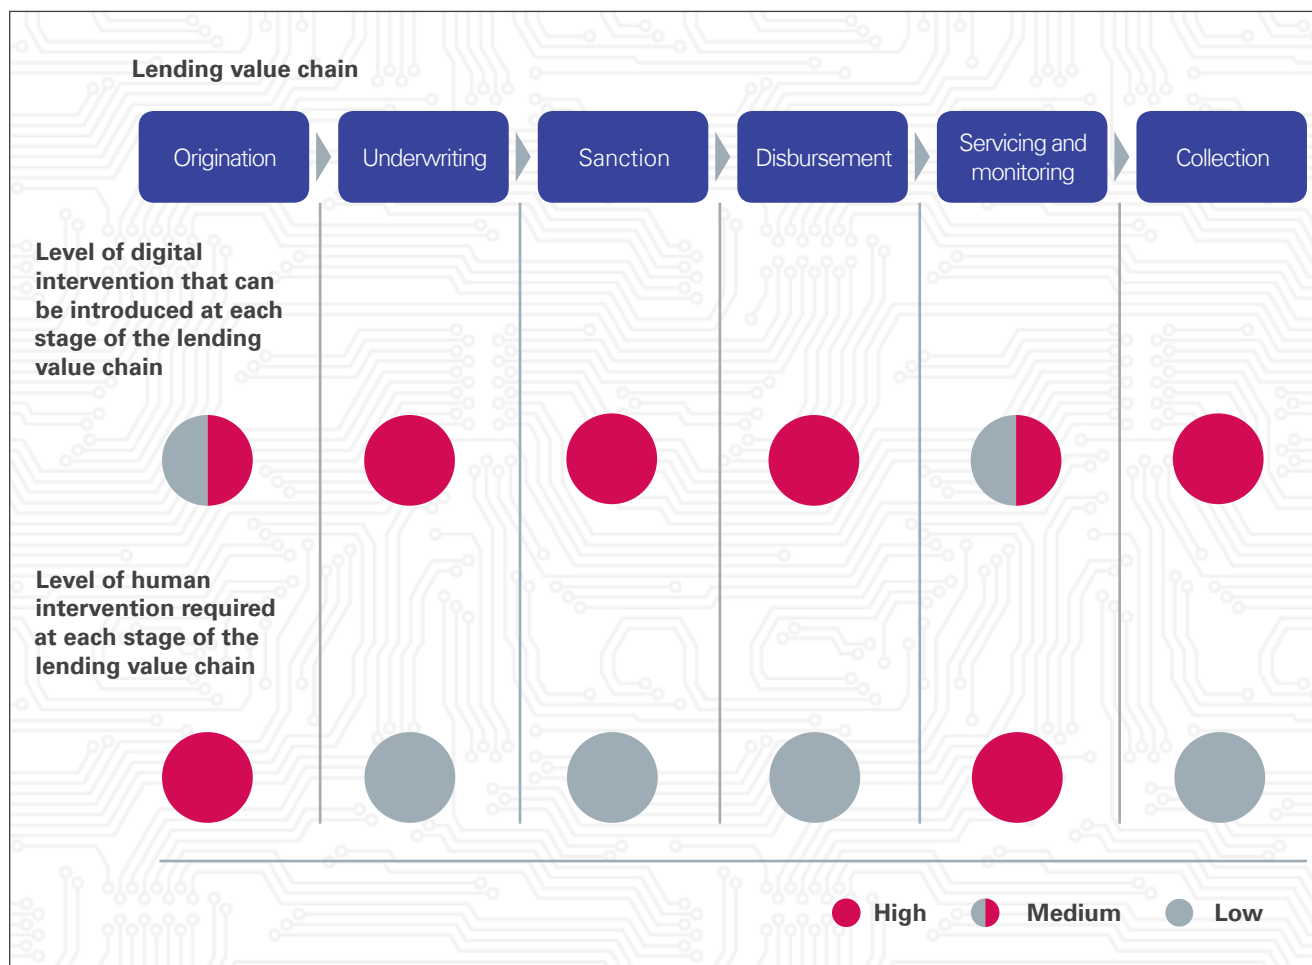 Lending value chain
Origination
Underwriting
Sanction
Disbursement
Servicing and
monitoring
Collection
Level of digital
intervention that can
be introduced at each
stage of the lending
value chain
Level of human
intervention required
at each stage of the
lending value chain
High
Medium
Low